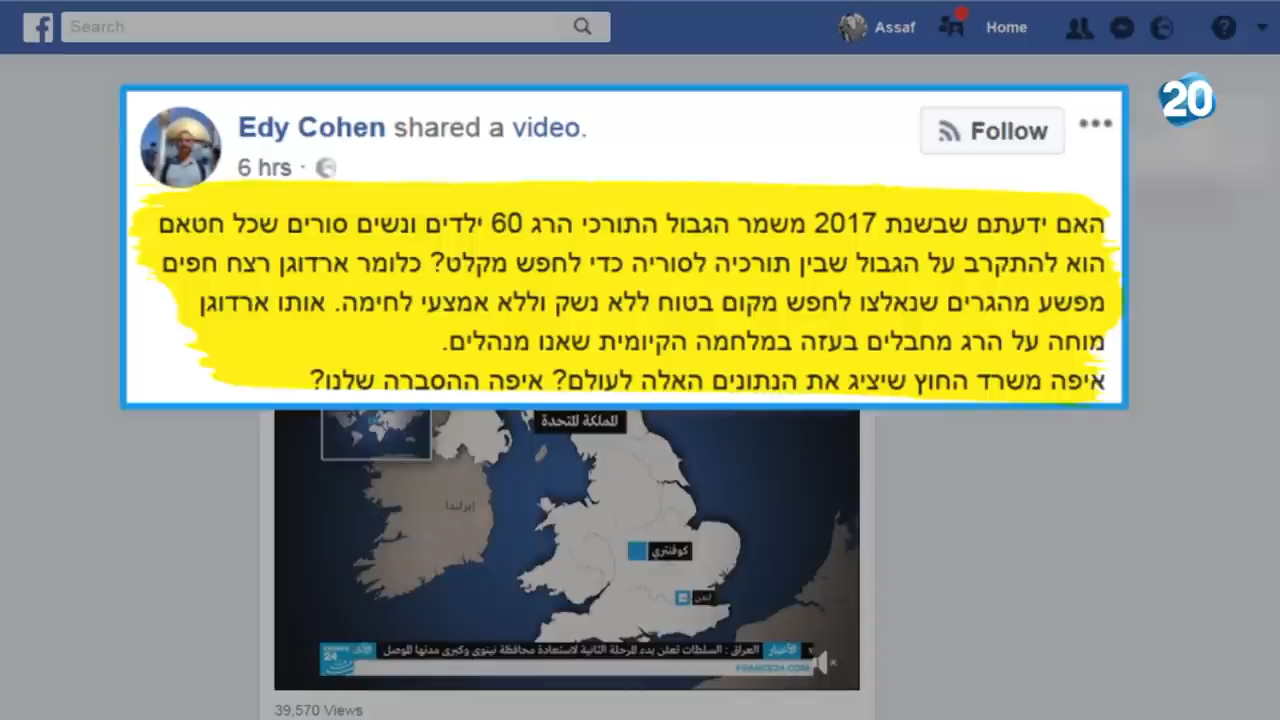 Search
Assaf
Home
20
Edy Cohen shared a video.
Follow
6 hrs
האם ידעתם שבשנת 2017 משמר הגבול התורכי הרג 60 ילדים ונשים סורים שכל חטאם
הוא להתקרב על הגבול שבין תורכיה לסוריה כדי לחפש מקלט? כלומר ארדוגן רצח חפים
מפשע מהגרים שנאלצו לחפש מקום בטוח ללא נשק וללא אמצעי לחימה. אותו ארדוגן
מוחה על הרג מחבלים בעזה במלחמה הקיומית שאנו מנהלים.
איפה משרד החוץ שיציג את הנתונים האלה לעולם? איפה ההסברה שלנו?
المملكة المتحدة
إيرلندا
كوفنتري
لندن
الأخبار العراق : السلطات تعلن بدء المرحلة الثانية لاستعادة محافظة نينوى وكبرى مدنها الموصل
24
FRANCE24.COM
39,570 Views